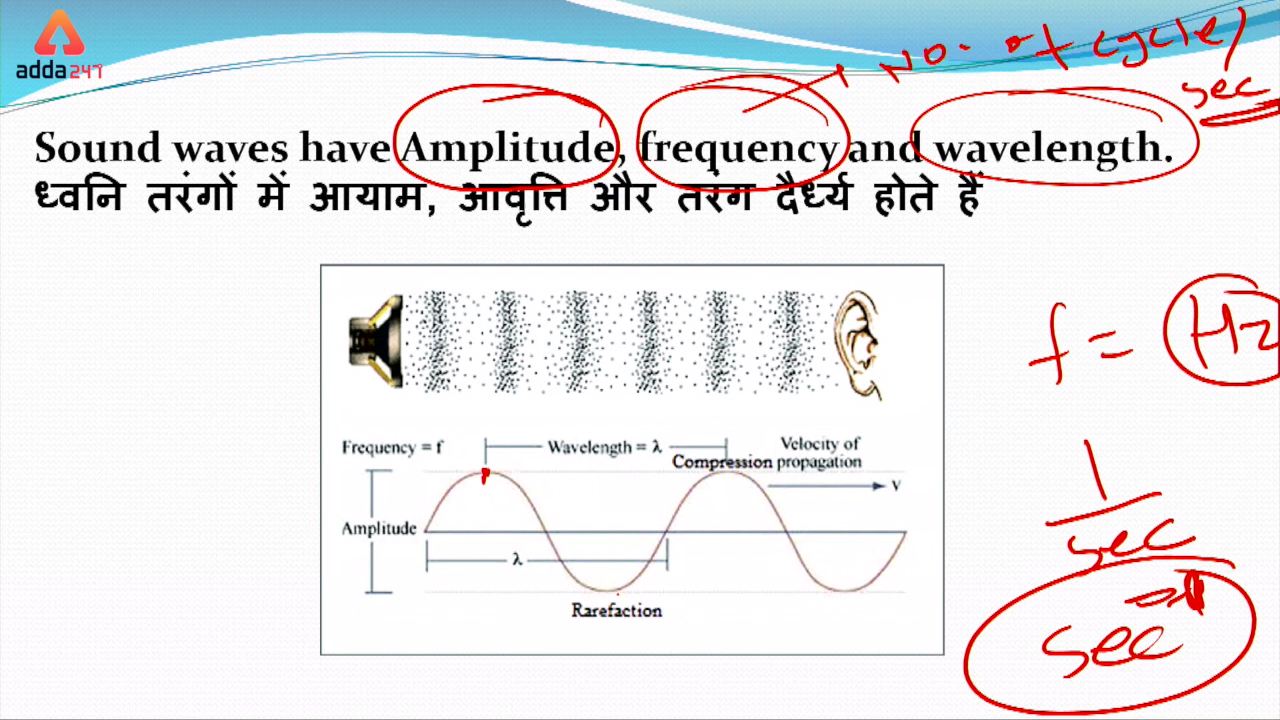 adda247
No. of cycle/
sec
Sound waves have Amplitude, frequency and wavelength.
ध्वनि तरंगों में आयाम, आवृत्ति और तरंग दैर्ध्य होते हैं
f = Hz
Frequency = f
Wavelength = λ
Velocity of
Compression propagation
v
Amplitude
λ
Rarefaction
1
sec
sec⁻¹